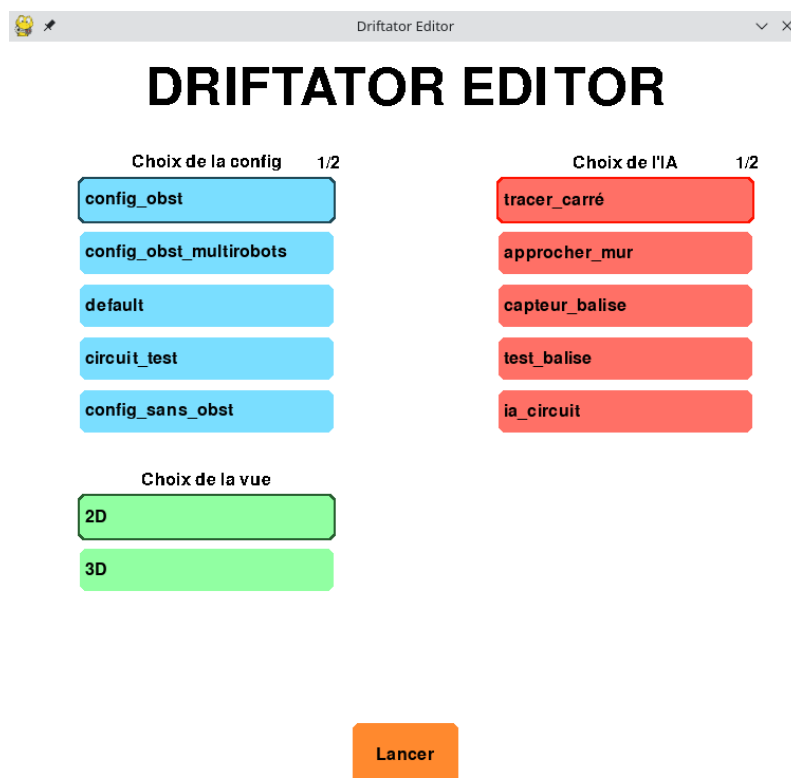 Driftator Editor
DRIFTATOR EDITOR
Choix de la config 1/2
config_obst
config_obst_multirobots
default
circuit_test
config_sans_obst
Choix de l'IA 1/2
tracer_carré
approcher_mur
capteur_balise
test_balise
ia_circuit
Choix de la vue
2D
3D
Lancer